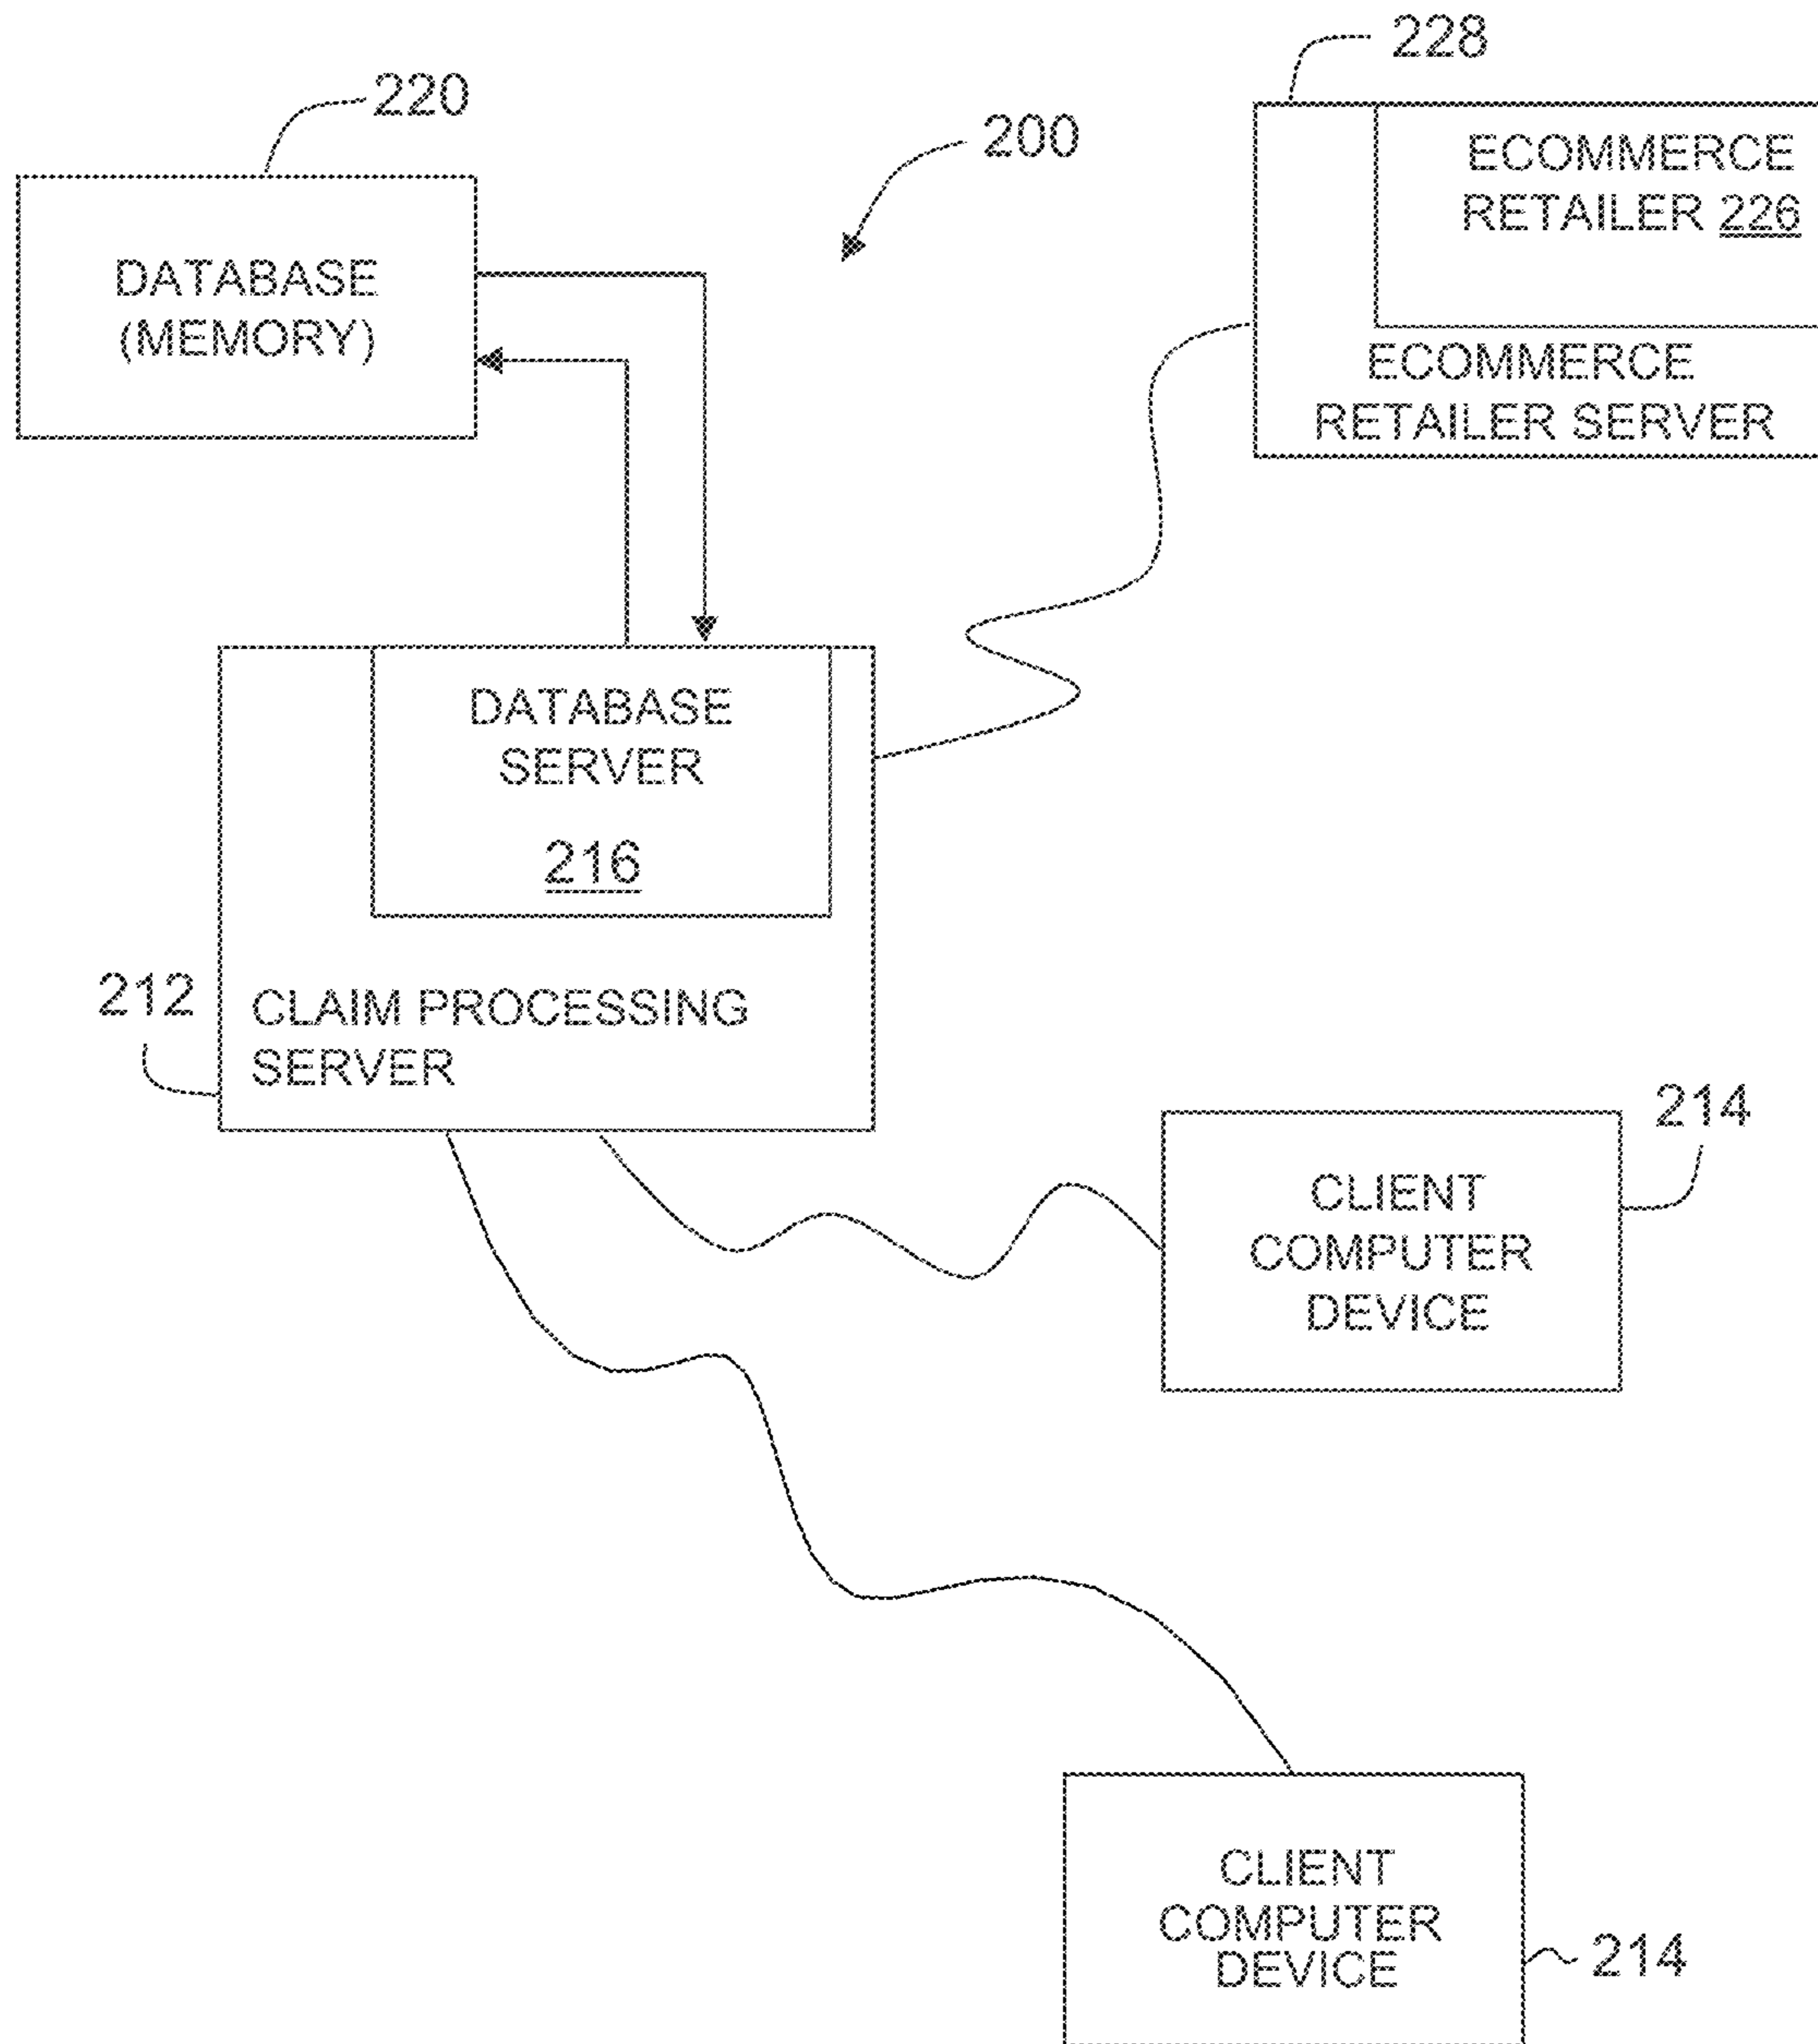 228
220
200
ECOMMERCE
RETAILER 226
DATABASE
(MEMORY)
ECOMMERCE
RETAILER SERVER
DATABASE
SERVER
216
212
CLAIM PROCESSING
SERVER
214
CLIENT
COMPUTER
DEVICE
CLIENT
COMPUTER
DEVICE
214